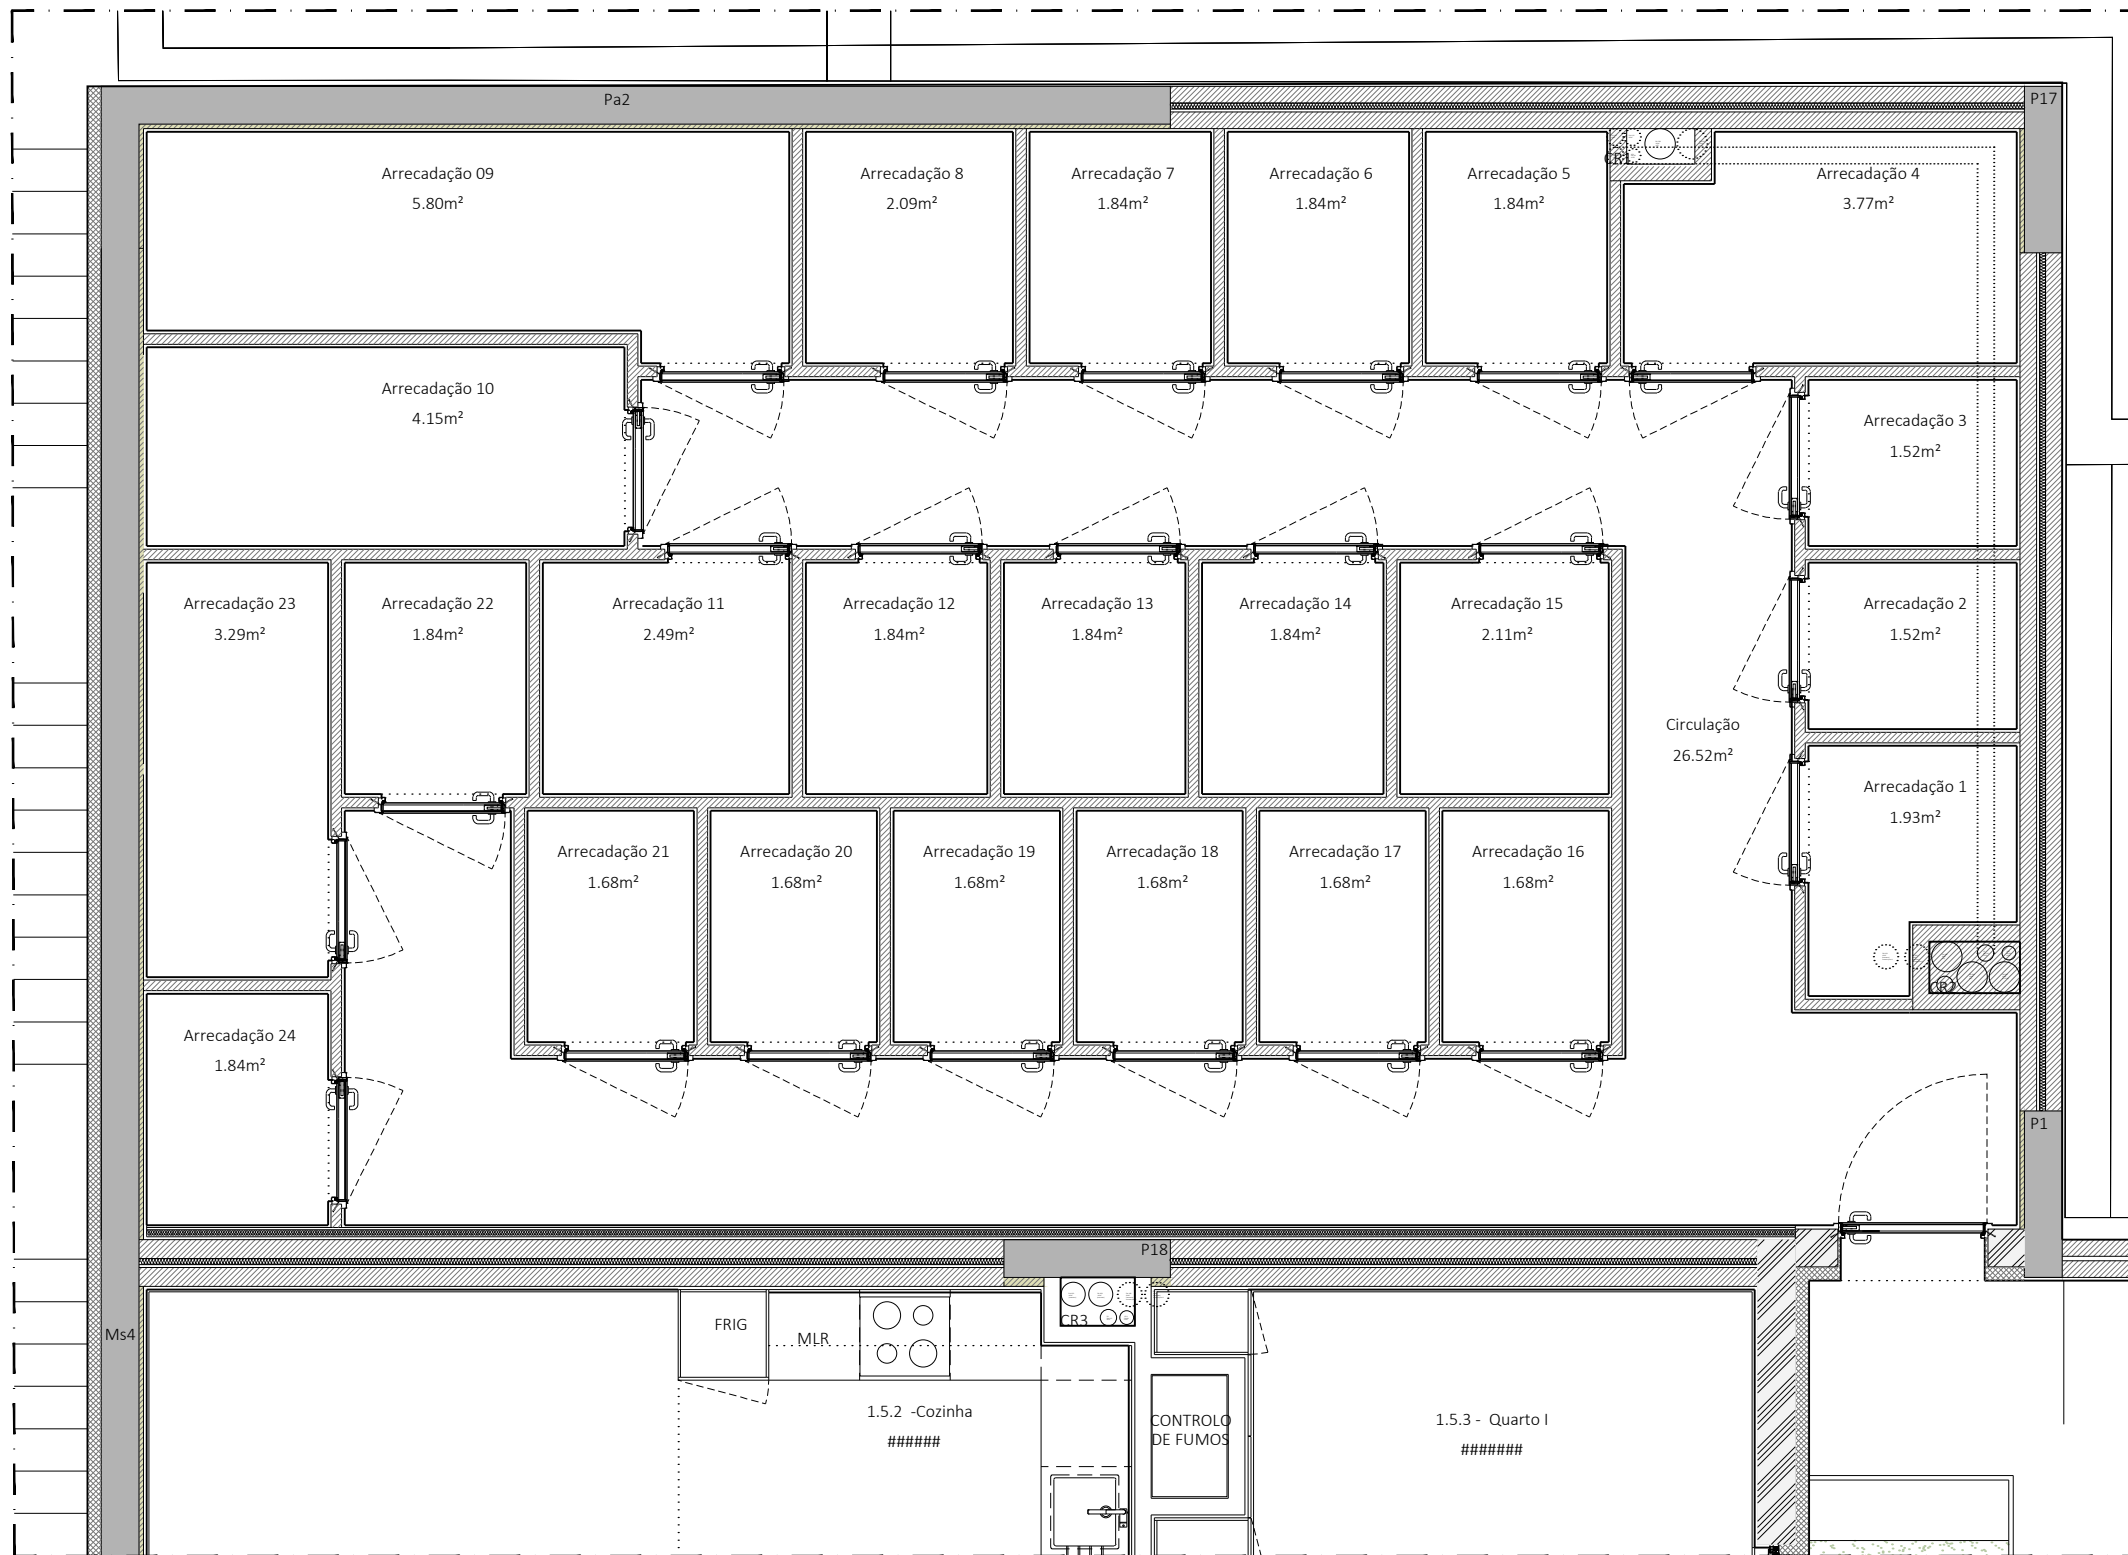 Pa2
P17
CR1
Arrecadação 09
5.80m²
Arrecadação 8
2.09m²
Arrecadação 7
1.84m²
Arrecadação 6
1.84m²
Arrecadação 5
1.84m²
Arrecadação 4
3.77m²
Arrecadação 10
4.15m²
Arrecadação 3
1.52m²
Arrecadação 23
3.29m²
Arrecadação 22
1.84m²
Arrecadação 11
2.49m²
Arrecadação 12
1.84m²
Arrecadação 13
1.84m²
Arrecadação 14
1.84m²
Arrecadação 15
2.11m²
Arrecadação 2
1.52m²
Circulação
26.52m²
Arrecadação 1
1.93m²
Arrecadação 21
1.68m²
Arrecadação 20
1.68m²
Arrecadação 19
1.68m²
Arrecadação 18
1.68m²
Arrecadação 17
1.68m²
Arrecadação 16
1.68m²
CR2
Arrecadação 24
1.84m²
P1
P18
Ms4
FRIG
MLR
CR3
1.5.2 -Cozinha
######
CONTROLO
DE FUMOS
1.5.3 - Quarto I
#######